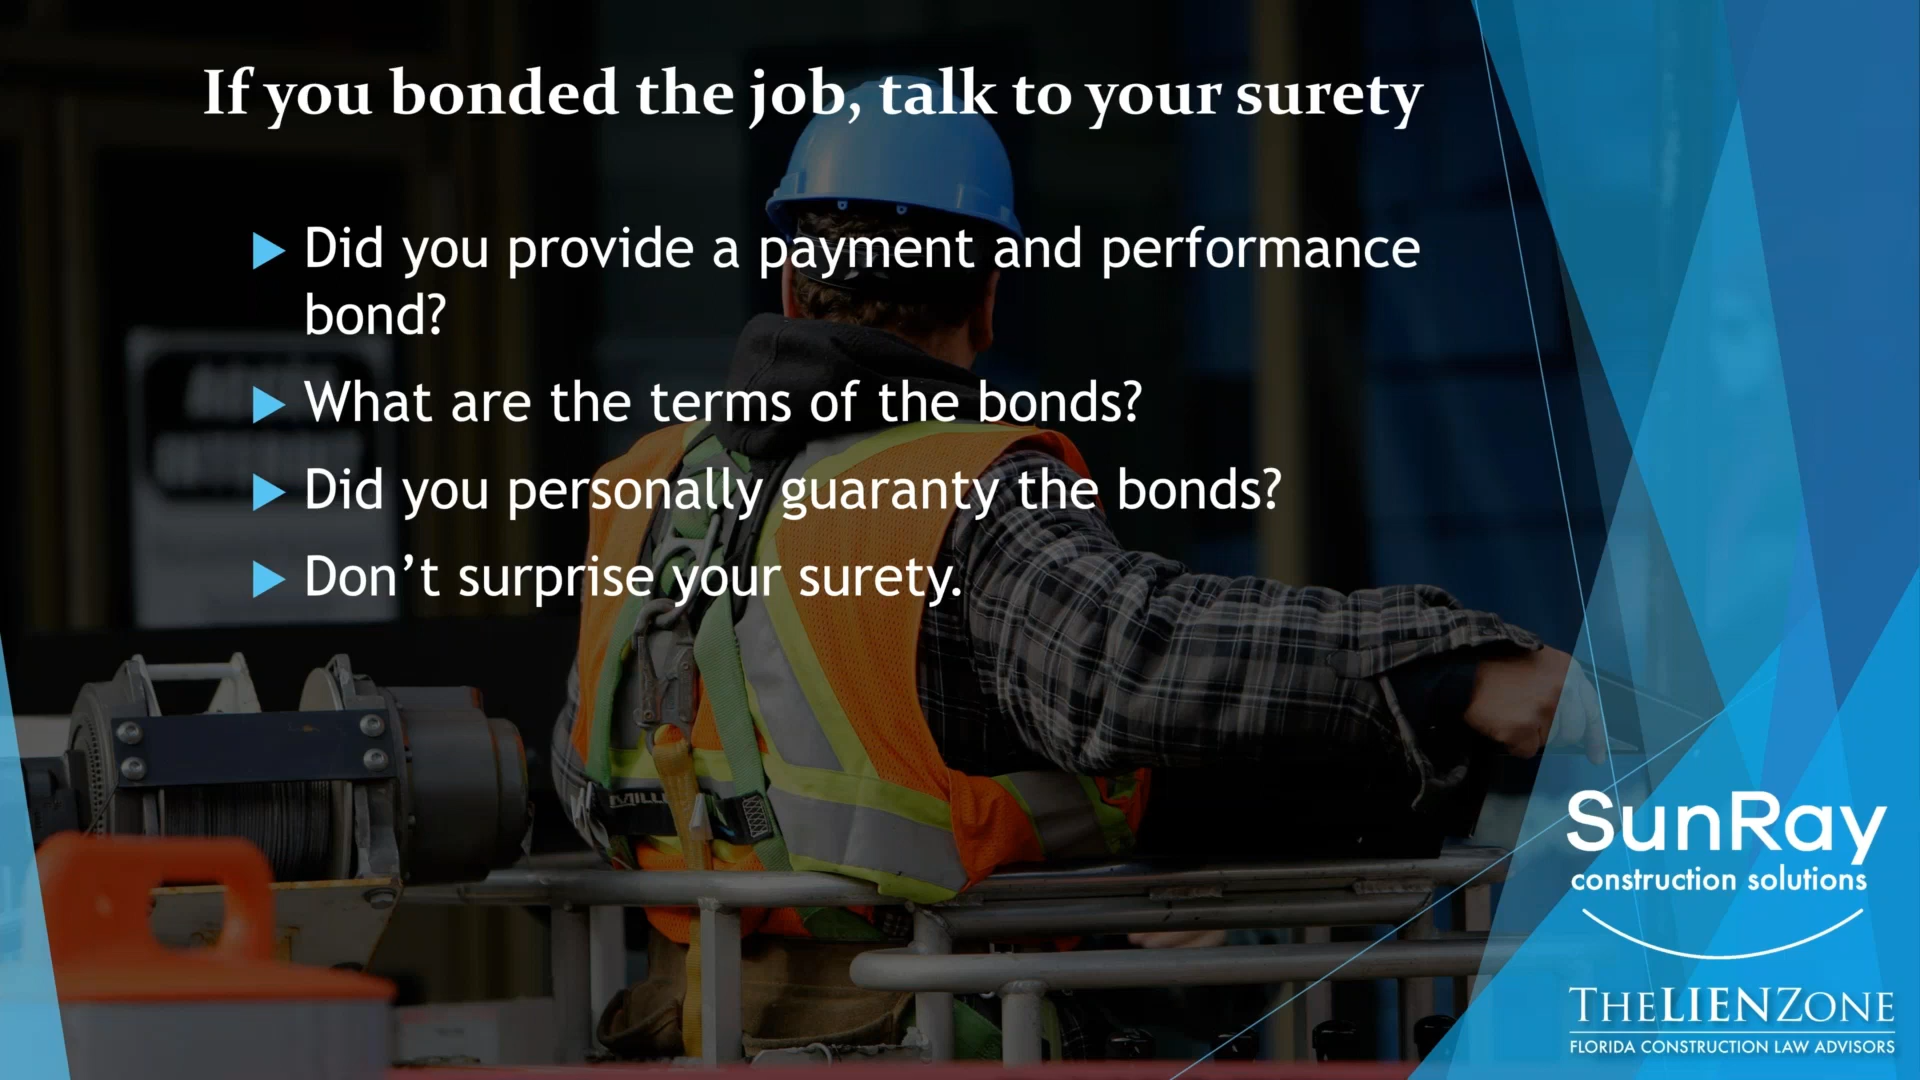 If you bonded the job, talk to your surety
Did you provide a payment and performance
bond?
What are the terms of the bonds?
Did you personally guaranty the bonds?
Don’t surprise your surety.
SunRay
construction solutions
THELIENZONE
FLORIDA CONSTRUCTION LAW ADVISORS